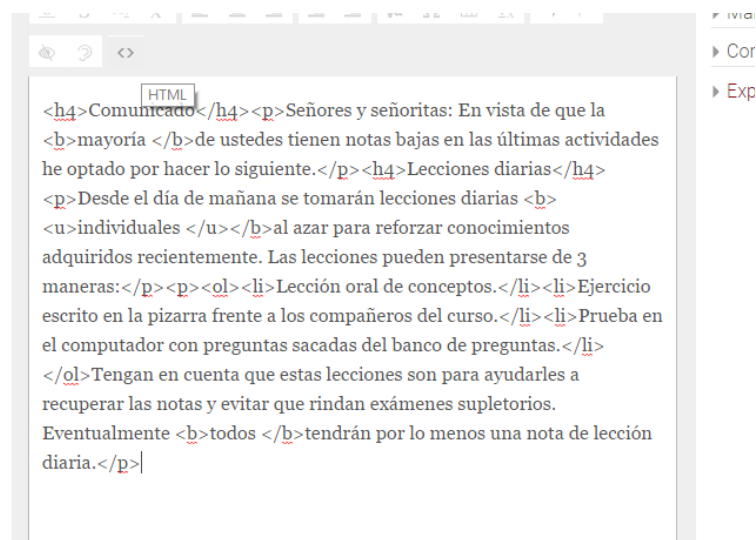 HTML
<h4>Comunicado</h4><p>Señores y señoritas: En vista de que la
<b>mayoría </b>de ustedes tienen notas bajas en las últimas actividades
he optado por hacer lo siguiente.</p><h4>Lecciones diarias</h4>
<p>Desde el día de mañana se tomarán lecciones diarias <b>
<u>individuales </u></b>al azar para reforzar conocimientos
adquiridos recientemente. Las lecciones pueden presentarse de 3
maneras:</p><p><ol><li>Lección oral de conceptos.</li><li>Ejercicio
escrito en la pizarra frente a los compañeros del curso.</li><li>Prueba en
el computador con preguntas sacadas del banco de preguntas.</li>
</ol>Tengan en cuenta que estas lecciones son para ayudarles a
recuperar las notas y evitar que rindan exámenes supletorios.
Eventualmente <b>todos </b>tendrán por lo menos una nota de lección
diaria.</p>